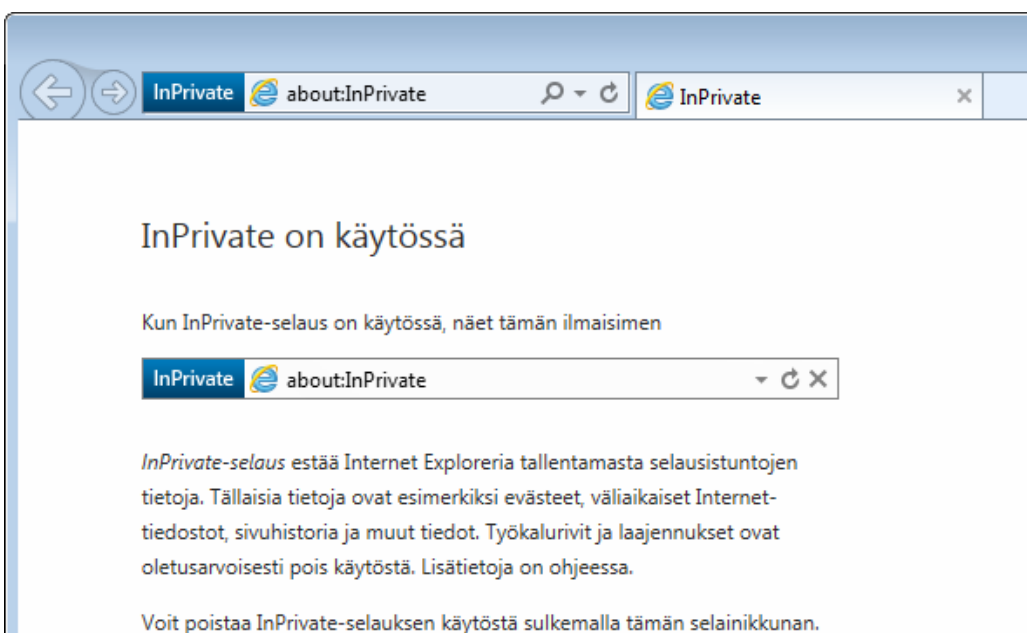 InPrivate about:InPrivate InPrivate
InPrivate on käytössä
Kun InPrivate-selaus on käytössä, näet tämän ilmaisimen
InPrivate about:InPrivate
InPrivate-selaus estää Internet Exploreria tallentamasta selausistuntojen
tietoja. Tällaisia tietoja ovat esimerkiksi evästeet, väliaikaiset Internet-
tiedostot, sivuhistoria ja muut tiedot. Työkalurivit ja laajennukset ovat
oletusarvoisesti pois käytöstä. Lisätietoja on ohjeessa.
Voit poistaa InPrivate-selauksen käytöstä sulkemalla tämän selainikkunan.